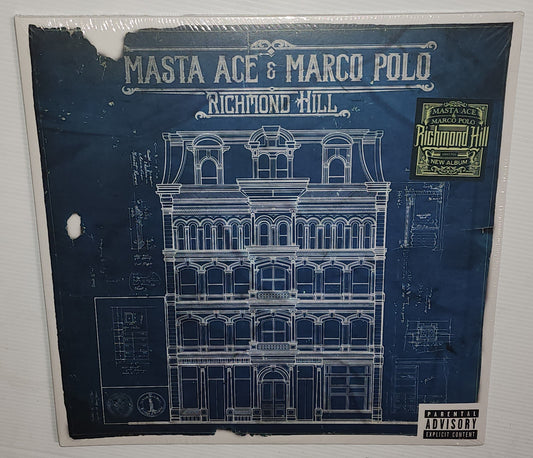 MASTA ACE & MARCO POLO
RICHMOND HILL
MASTA ACE
& MARCO POLO
Richmond Hill
NEW ALBUM
PARENTAL
ADVISORY
EXPLICIT CONTENT